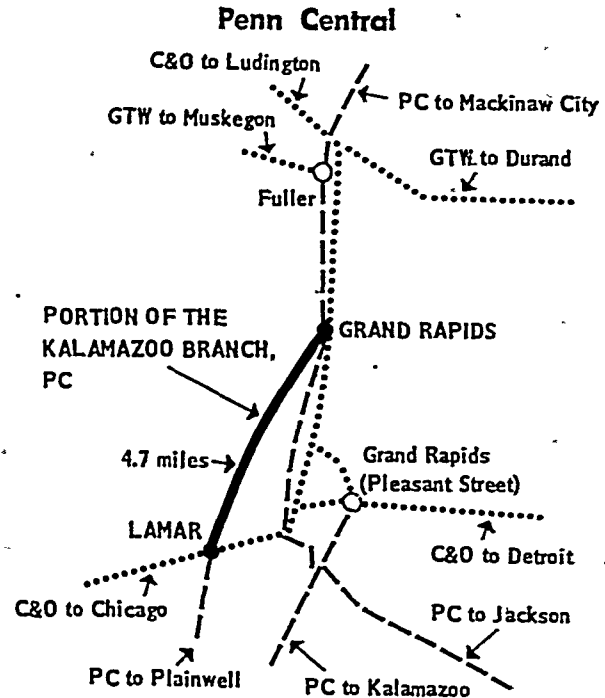 Penn Central
C&O to Ludington
PC to Mackinaw City
GTW to Muskegon
GTW to Durand
Fuller
PORTION OF THE
KALAMAZOO BRANCH,
PC
GRAND RAPIDS
4.7 miles
Grand Rapids
(Pleasant Street)
LAMAR
C&O to Detroit
C&O to Chicago
PC to Jackson
PC to Plainwell
PC to Kalamazoo